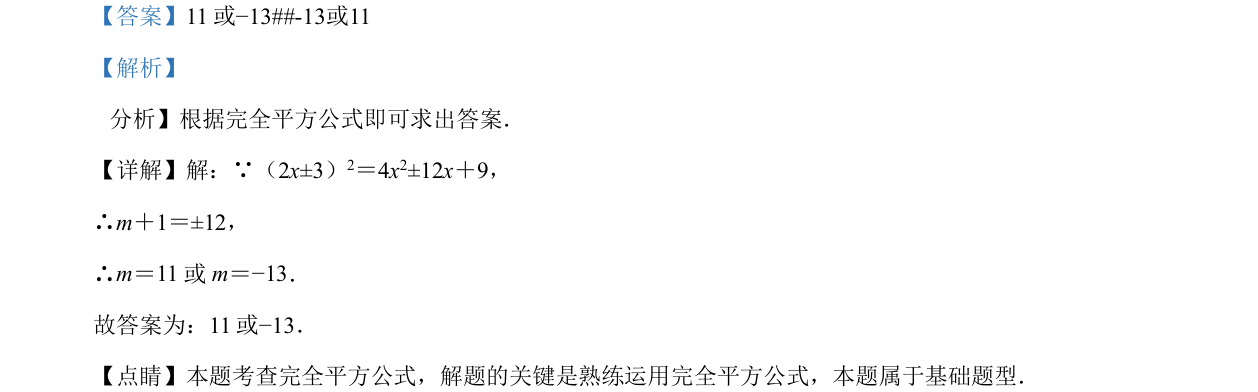 【答案】11 或−13##-13或11
【解析】
分析】根据完全平方公式即可求出答案．
【详解】解：∵（2x±3）²＝4x²±12x＋9，
∴m＋1＝±12，
∴m＝11 或 m＝−13．
故答案为：11 或−13．
【点睛】本题考查完全平方公式，解题的关键是熟练运用完全平方公式，本题属于基础题型．